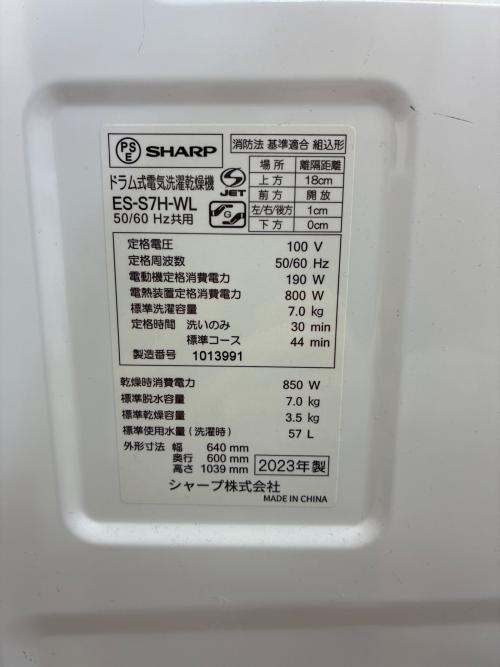 PSE SHARP
消防法 基準適合 組込形
場所 離隔距離
上方 18cm
前方 開放
左/右/後方 1cm
下方 0cm
ドラム式電気洗濯乾燥機
ES-S7H-WL
50/60 Hz共用
S JET
G
定格電圧 100 V
定格周波数 50/60 Hz
電動機定格消費電力 190 W
電熱装置定格消費電力 800 W
標準洗濯容量 7.0 kg
定格時間 洗いのみ 30 min
標準コース 44 min
製造番号 1013991
乾燥時消費電力 850 W
標準脱水容量 7.0 kg
標準乾燥容量 3.5 kg
標準使用水量(洗濯時) 57 L
外形寸法 幅 640 mm
奥行 600 mm
高さ 1039 mm
2023年製
シャープ株式会社
MADE IN CHINA